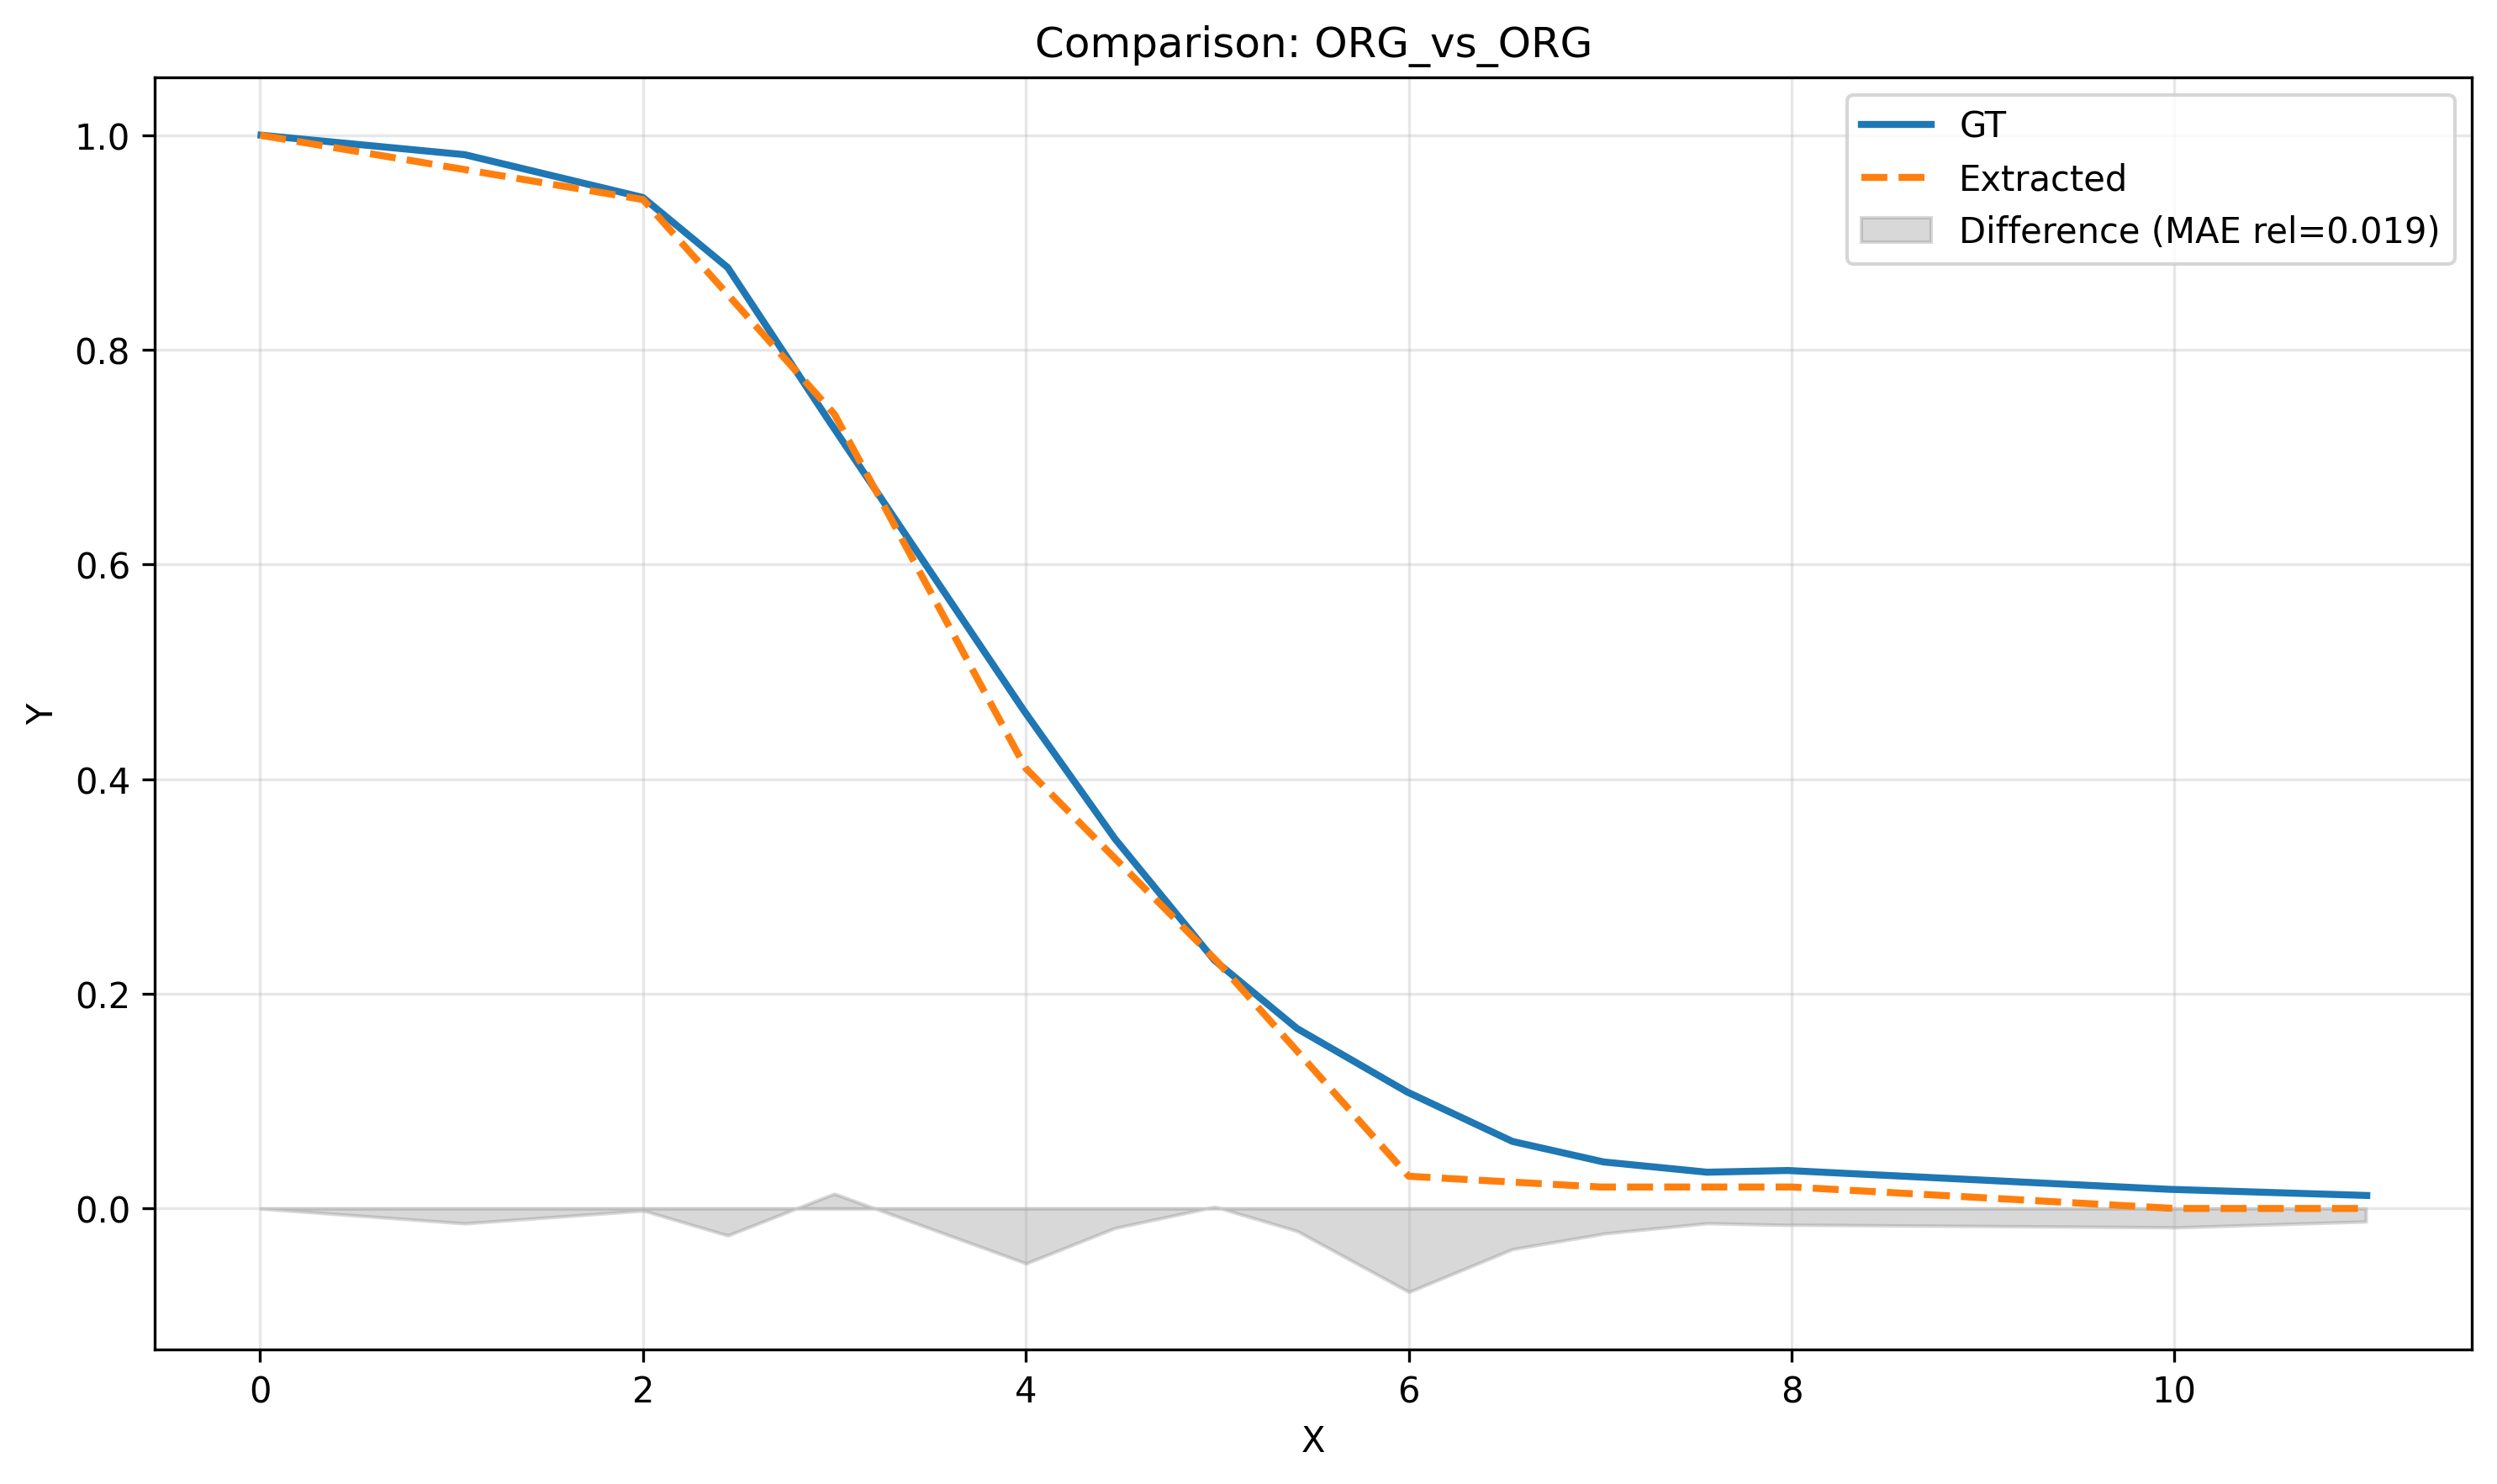 Comparison: ORG_vs_ORG
GT
Extracted
Difference (MAE rel=0.019)
1.0
0.8
0.6
0.4
0.2
0.0
Y
0 2 4 6 8 10
X